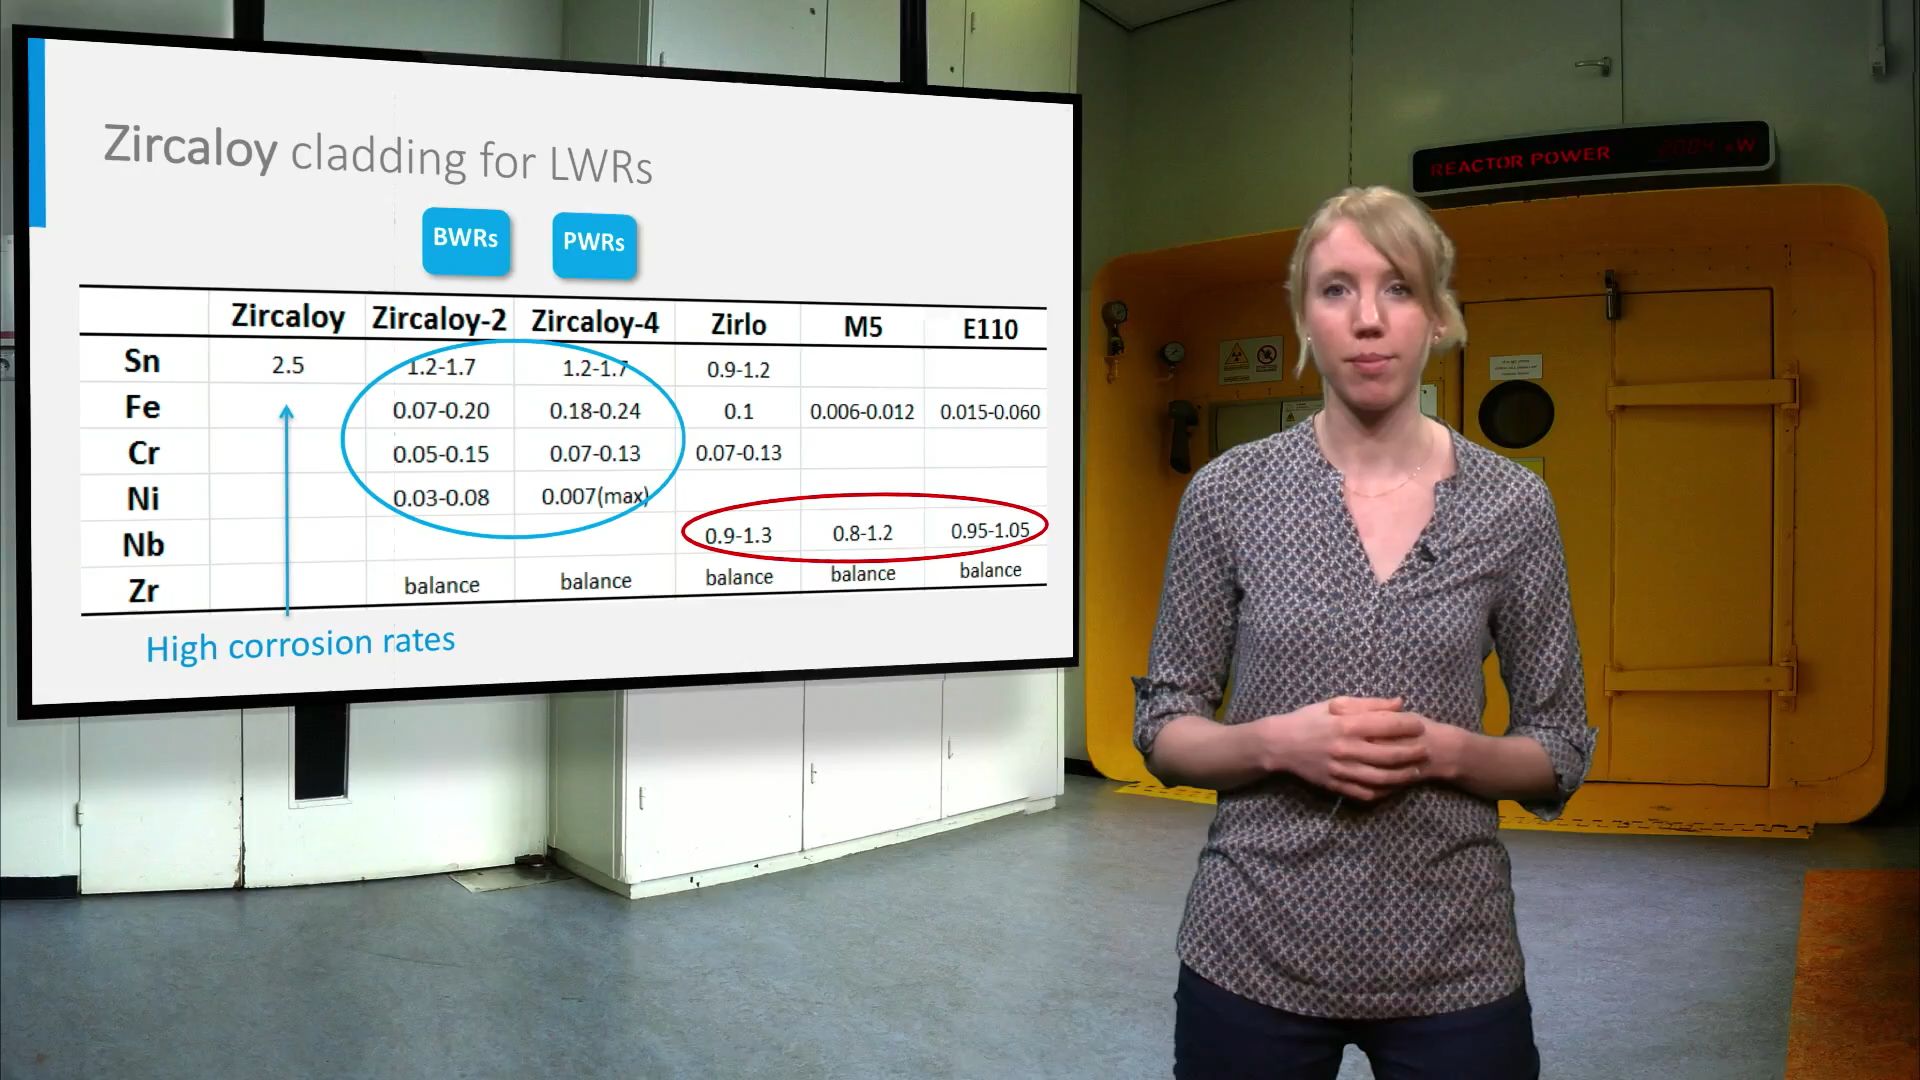 Zircaloy cladding for LWRs
BWRs PWRs
Zircaloy Zircaloy-2 Zircaloy-4 Zirlo M5 E110
Sn 2.5 1.2-1.7 1.2-1.7 0.9-1.2
Fe 0.07-0.20 0.18-0.24 0.1 0.006-0.012 0.015-0.060
Cr 0.05-0.15 0.07-0.13 0.07-0.13
Ni 0.03-0.08 0.007(max)
Nb 0.9-1.3 0.8-1.2 0.95-1.05
Zr balance balance balance balance balance
High corrosion rates
REACTOR POWER